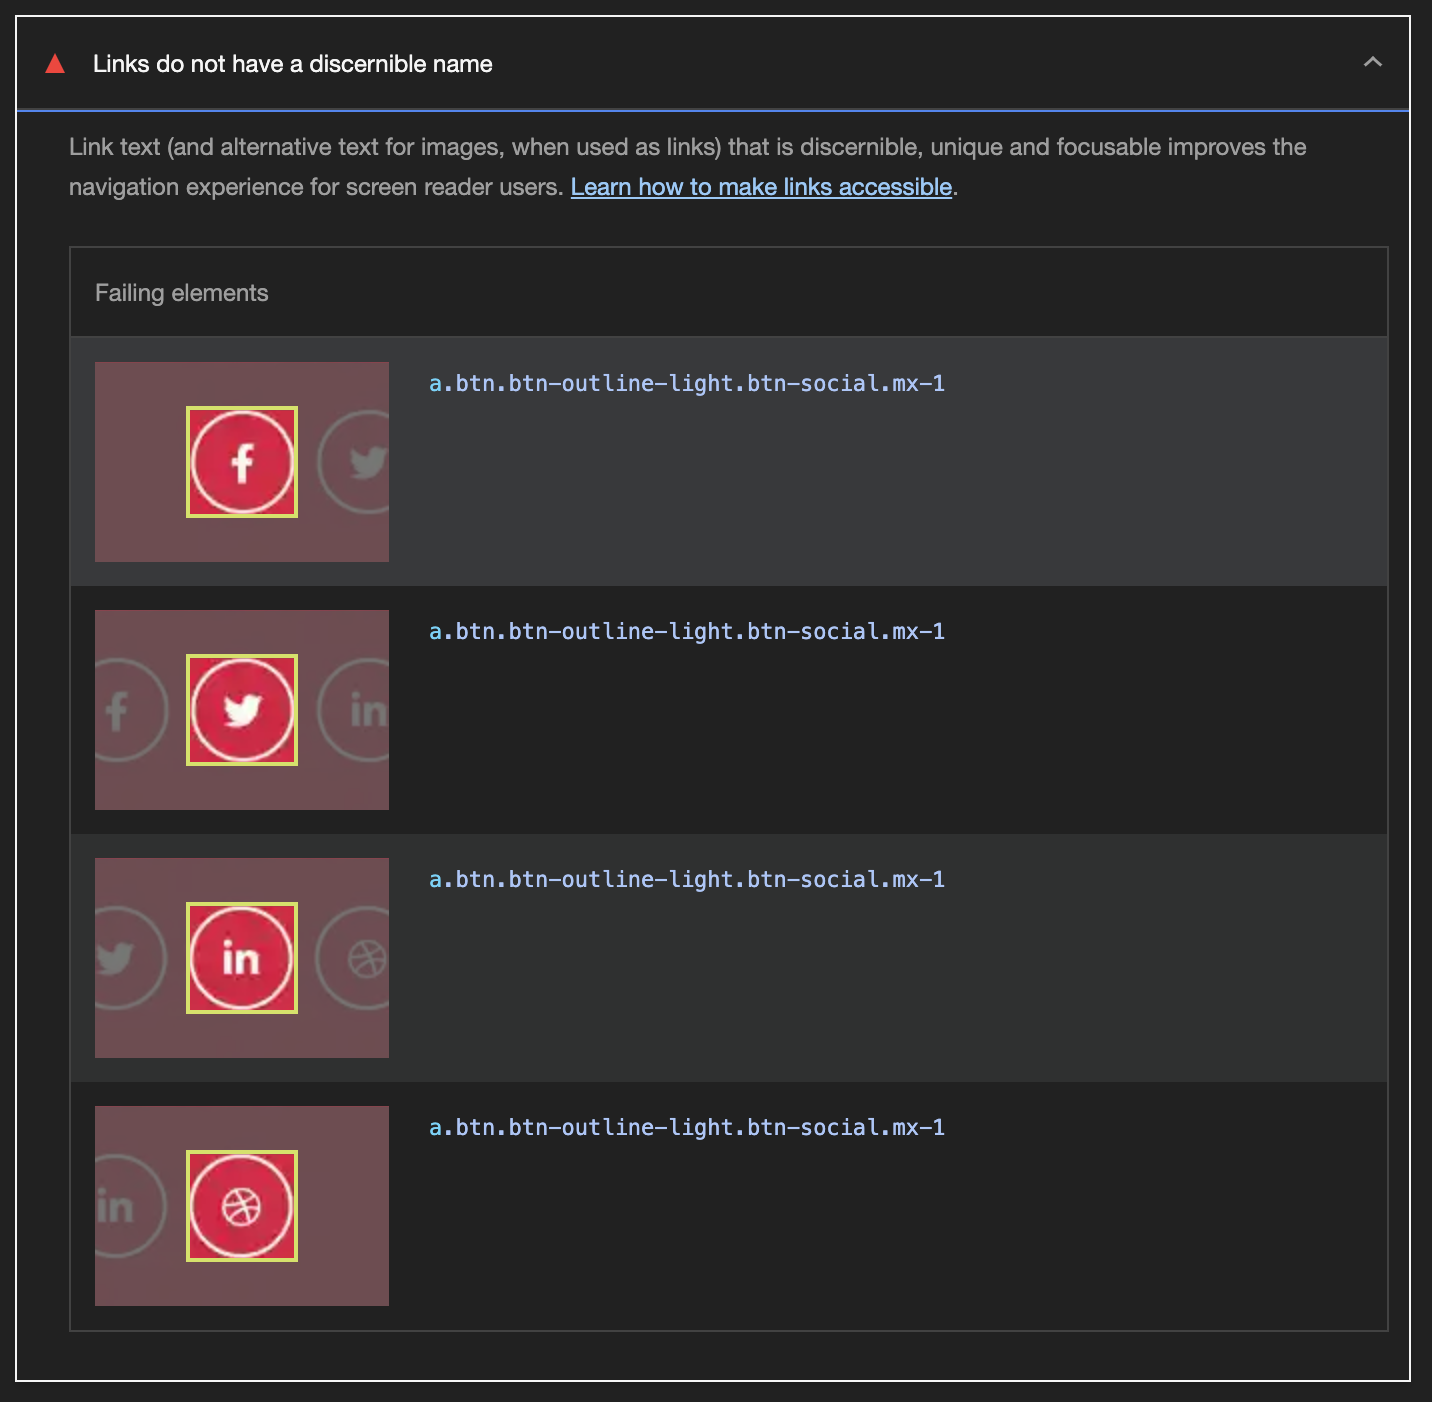 Links do not have a discernible name
Link text (and alternative text for images, when used as links) that is discernible, unique and focusable improves the
navigation experience for screen reader users. Learn how to make links accessible.
Failing elements
f
a.btn.btn-outline-light.btn-social.mx-1
f
in
a.btn.btn-outline-light.btn-social.mx-1
in
a.btn.btn-outline-light.btn-social.mx-1
in
a.btn.btn-outline-light.btn-social.mx-1